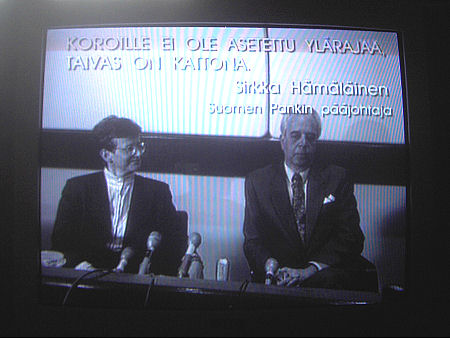 KOROILLE EI OLE ASETETTU YLÄRAJAA,
TAIVAS ON KATTONA.
Sirkka Hämäläinen
Suomen Pankin pääjohtaja